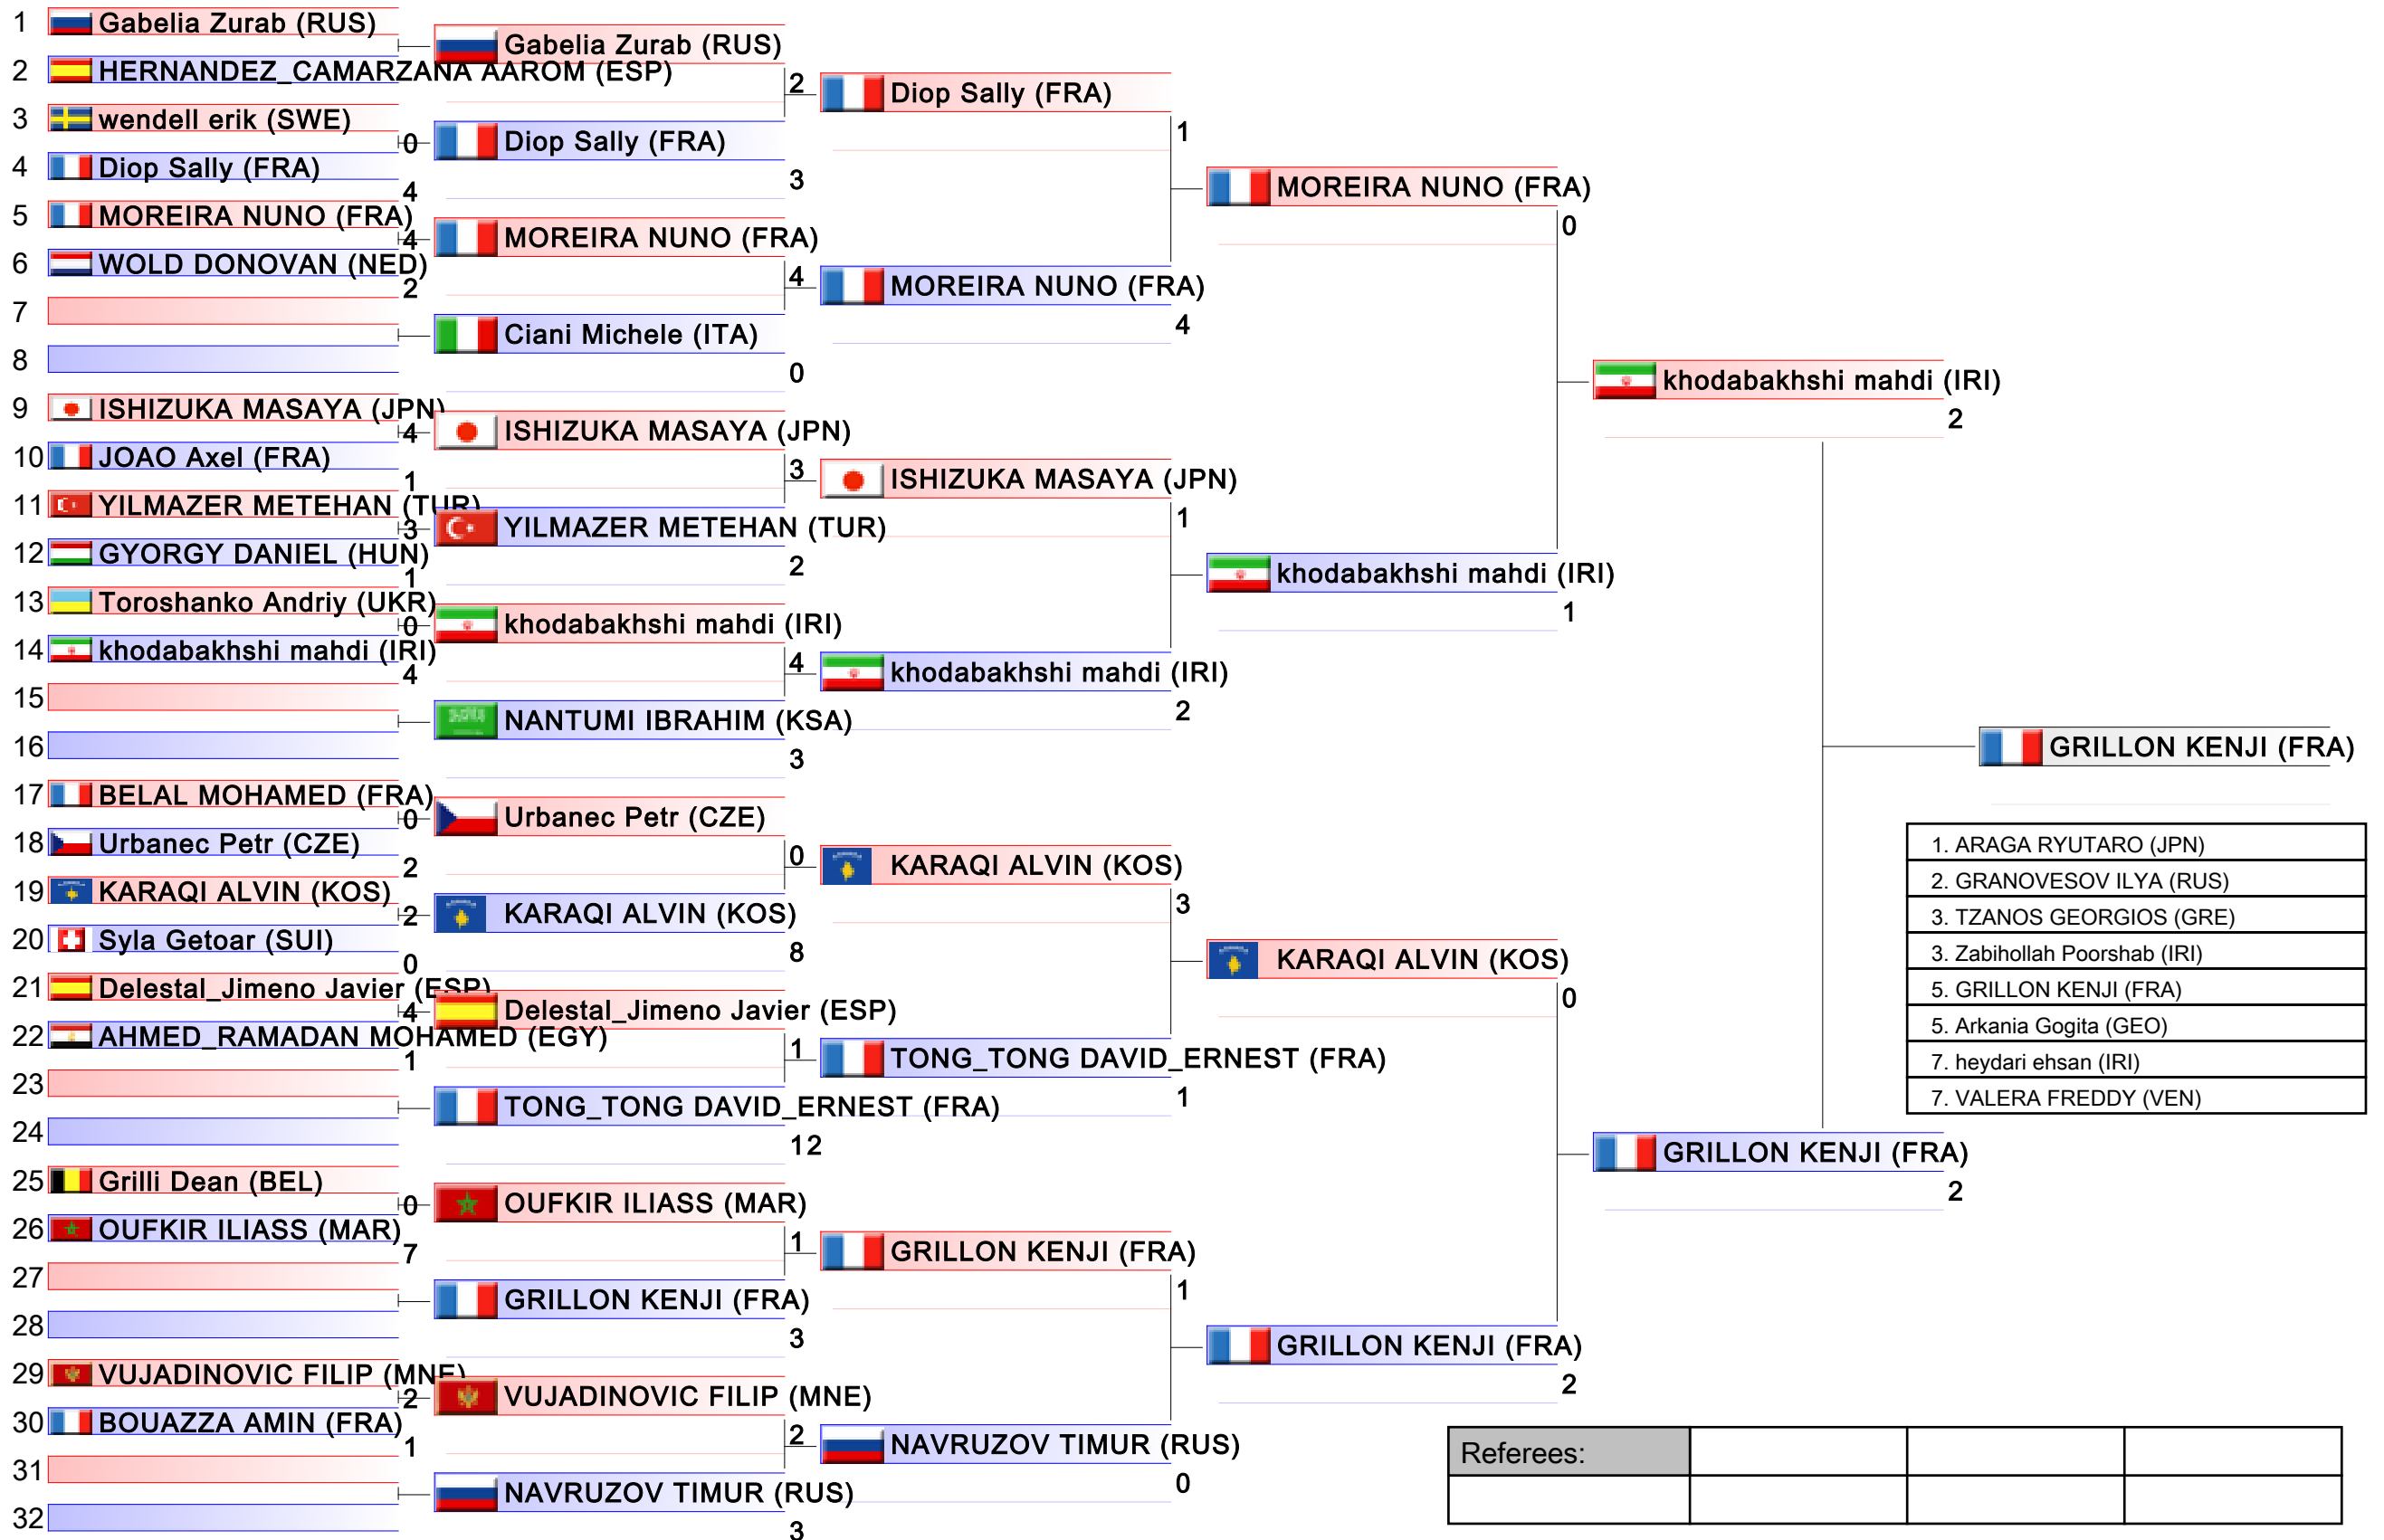 1 Gabelia Zurab (RUS)
2 HERNANDEZ_CAMARZANA AAROM (ESP)
3 wendell erik (SWE)
0
4 Diop Sally (FRA)
4
5 MOREIRA NUNO (FRA)
4
6 WOLD DONOVAN (NED)
2
7
8
9 ISHIZUKA MASAYA (JPN)
4
10 JOAO Axel (FRA)
1
11 YILMAZER METEHAN (TUR)
3
12 GYORGY DANIEL (HUN)
1
13 Toroshanko Andriy (UKR)
0
14 khodabakhshi mahdi (IRI)
4
15
16
17 BELAL MOHAMED (FRA)
0
18 Urbanec Petr (CZE)
2
19 KARAQI ALVIN (KOS)
2
20 Syla Getoar (SUI)
0
21 Delestal_Jimeno Javier (ESP)
4
22 AHMED_RAMADAN MOHAMED (EGY)
1
23
24
25 Grilli Dean (BEL)
0
26 OUFKIR ILIASS (MAR)
7
27
28
29 VUJADINOVIC FILIP (MNE)
2
30 BOUAZZA AMIN (FRA)
1
31
32
Gabelia Zurab (RUS)
2
Diop Sally (FRA)
3
MOREIRA NUNO (FRA)
4
Ciani Michele (ITA)
0
ISHIZUKA MASAYA (JPN)
3
YILMAZER METEHAN (TUR)
2
khodabakhshi mahdi (IRI)
4
NANTUMI IBRAHIM (KSA)
3
Urbanec Petr (CZE)
0
KARAQI ALVIN (KOS)
8
Delestal_Jimeno Javier (ESP)
1
TONG_TONG DAVID_ERNEST (FRA)
12
OUFKIR ILIASS (MAR)
1
GRILLON KENJI (FRA)
3
VUJADINOVIC FILIP (MNE)
2
NAVRUZOV TIMUR (RUS)
3
Diop Sally (FRA)
1
MOREIRA NUNO (FRA)
4
ISHIZUKA MASAYA (JPN)
1
khodabakhshi mahdi (IRI)
2
KARAQI ALVIN (KOS)
3
TONG_TONG DAVID_ERNEST (FRA)
1
GRILLON KENJI (FRA)
1
NAVRUZOV TIMUR (RUS)
0
MOREIRA NUNO (FRA)
0
khodabakhshi mahdi (IRI)
1
KARAQI ALVIN (KOS)
0
GRILLON KENJI (FRA)
2
khodabakhshi mahdi (IRI)
2
GRILLON KENJI (FRA)
2
GRILLON KENJI (FRA)
1. ARAGA RYUTARO (JPN)
2. GRANOVESOV ILYA (RUS)
3. TZANOS GEORGIOS (GRE)
3. Zabihollah Poorshab (IRI)
5. GRILLON KENJI (FRA)
5. Arkania Gogita (GEO)
7. heydari ehsan (IRI)
7. VALERA FREDDY (VEN)
Referees: